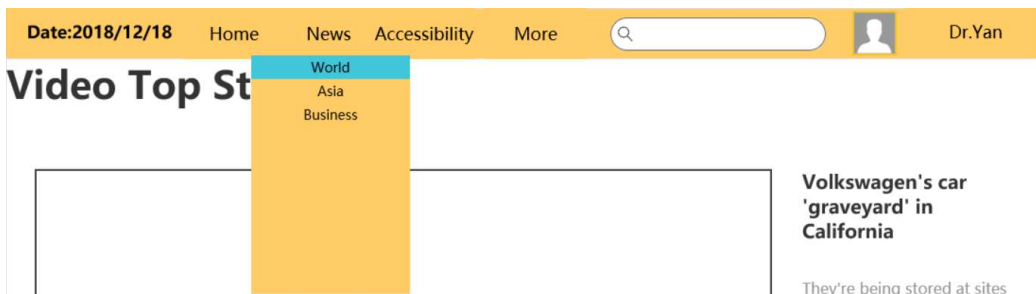 Date:2018/12/18 Home News Accessibility More Dr.Yan
World
Asia
Business
Video Top St
Volkswagen's car
'graveyard' in
California
They're being stored at sites